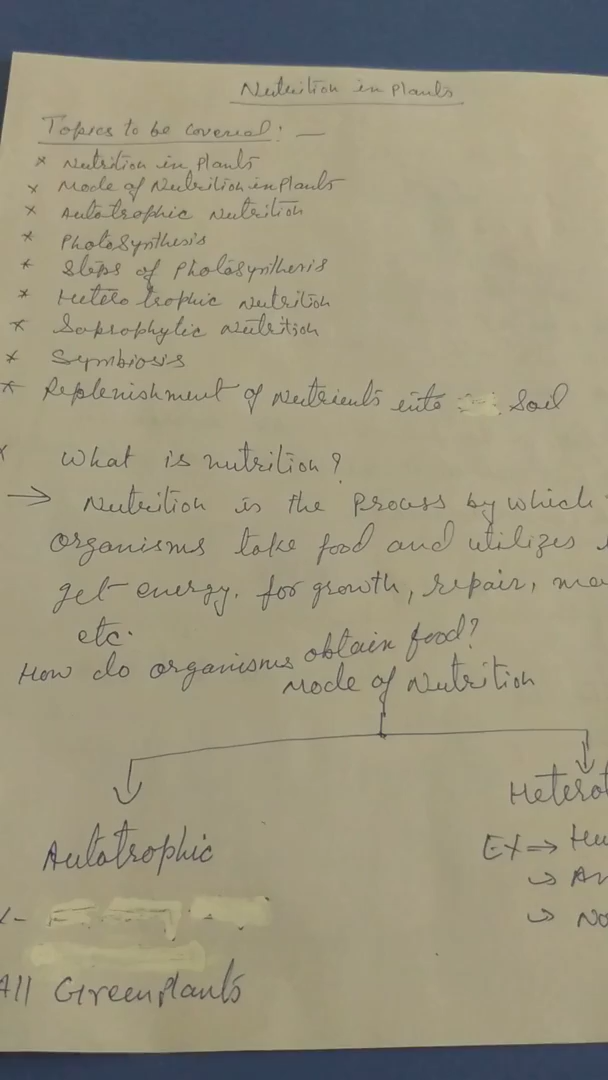 Nutrition in Plants
Topics to be covered: —
* Nutrition in Plants
* Mode of Nutrition in Plants
* Autotrophic Nutrition
* Photosynthesis
* Steps of Photosynthesis
* Heterotrophic Nutrition
* Saprophytic Nutrition
* Symbiosis
* Replenishment of Nutrients into Soil
* What is nutrition?
→ Nutrition is the Process by which
organisms take food and utilizes
get energy. for growth, repair,
etc.
How do organisms obtain food?
Mode of Nutrition
Autotrophic
Heterot
EX ⇒
All Green plants